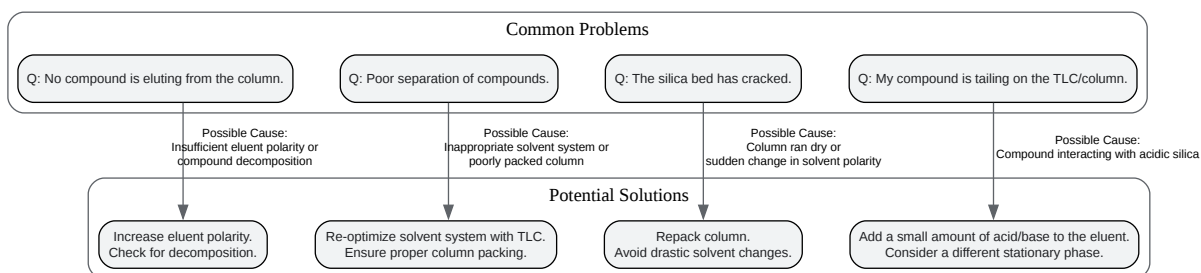 Common Problems
Q: No compound is eluting from the column.
Q: Poor separation of compounds.
Q: The silica bed has cracked.
Q: My compound is tailing on the TLC/column.
Possible Cause:
Insufficient eluent polarity or
compound decomposition
Possible Cause:
Inappropriate solvent system or
poorly packed column
Possible Cause:
Column ran dry or
sudden change in solvent polarity
Possible Cause:
Compound interacting with acidic silica
Potential Solutions
Increase eluent polarity.
Check for decomposition.
Re-optimize solvent system with TLC.
Ensure proper column packing.
Repack column.
Avoid drastic solvent changes.
Add a small amount of acid/base to the eluent.
Consider a different stationary phase.